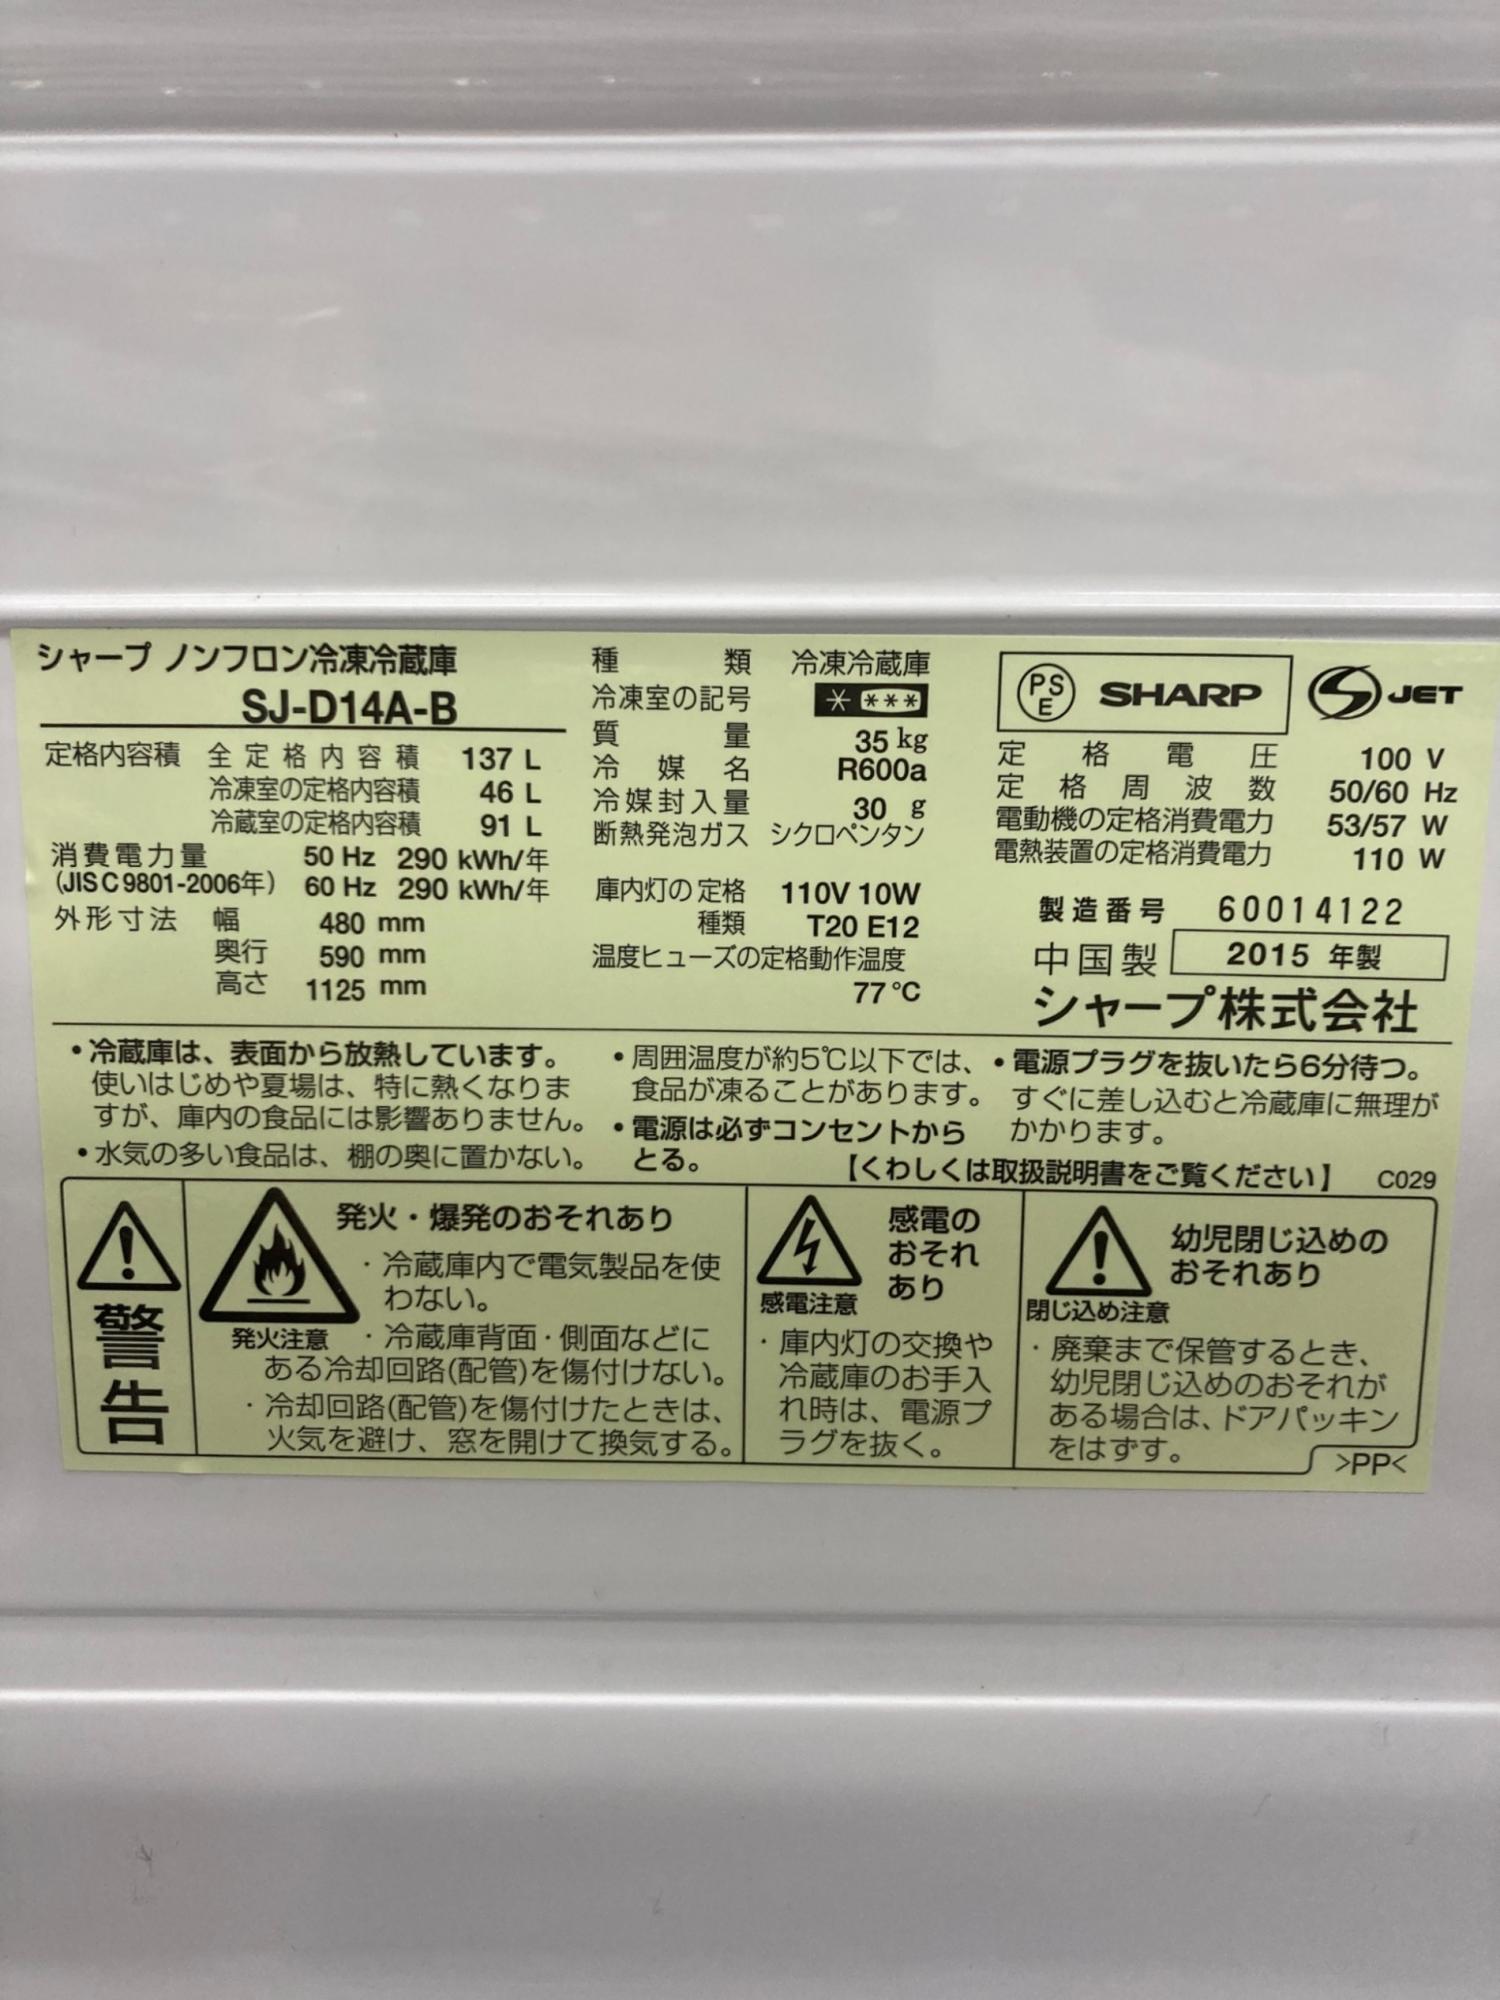 シャープ ノンフロン冷凍冷蔵庫
SJ-D14A-B
定格内容積 全定格内容積 137 L
冷凍室の定格内容積 46 L
冷蔵室の定格内容積 91 L
消費電力量 50 Hz 290 kWh/年
(JIS C 9801-2006年) 60 Hz 290 kWh/年
外形寸法 幅 480 mm
奥行 590 mm
高さ 1125 mm
種類 冷凍冷蔵庫
冷凍室の記号 * ***
質量 35 kg
冷媒名 R600a
冷媒封入量 30 g
断熱発泡ガス シクロペンタン
庫内灯の定格 110V 10W
種類 T20 E12
温度ヒューズの定格動作温度
77 ℃
PS E SHARP S JET
定格電圧 100 V
定格周波数 50/60 Hz
電動機の定格消費電力 53/57 W
電熱装置の定格消費電力 110 W
製造番号 60014122
中国製 2015 年製
シャープ株式会社
・冷蔵庫は、表面から放熱しています。
使いはじめや夏場は、特に熱くなりま
すが、庫内の食品には影響ありません。
・水気の多い食品は、棚の奥に置かない。
・周囲温度が約5℃以下では、
食品が凍ることがあります。
・電源は必ずコンセントから
とる。
・電源プラグを抜いたら6分待つ。
すぐに差し込むと冷蔵庫に無理が
かかります。
【くわしくは取扱説明書をご覧ください】 C029
警告
発火・爆発のおそれあり
発火注意
・冷蔵庫内で電気製品を使
わない。
・冷蔵庫背面・側面などに
ある冷却回路(配管)を傷付けない。
・冷却回路(配管)を傷付けたときは、
火気を避け、窓を開けて換気する。
感電の
おそれ
あり
感電注意
・庫内灯の交換や
冷蔵庫のお手入
れ時は、電源プ
ラグを抜く。
幼児閉じ込めの
おそれあり
閉じ込め注意
・廃棄まで保管するとき、
幼児閉じ込めのおそれが
ある場合は、ドアパッキン
をはずす。
>PP<